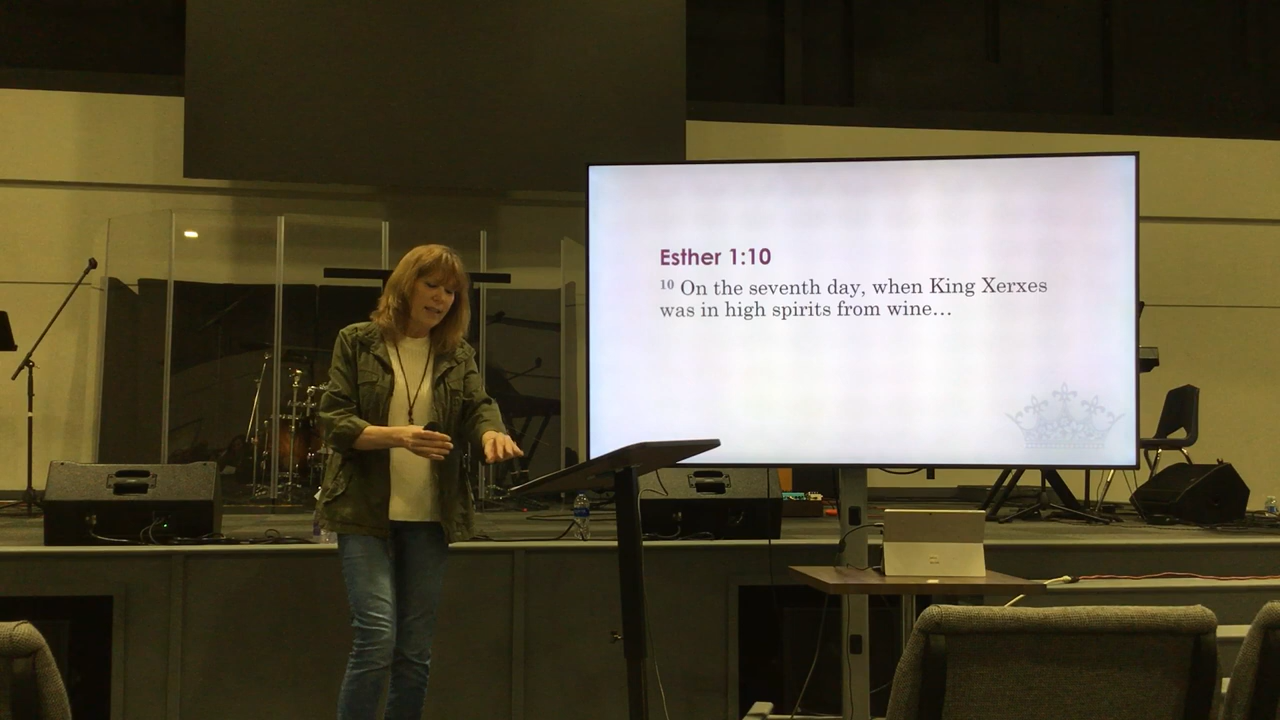 Esther 1:10
10 On the seventh day, when King Xerxes
was in high spirits from wine…